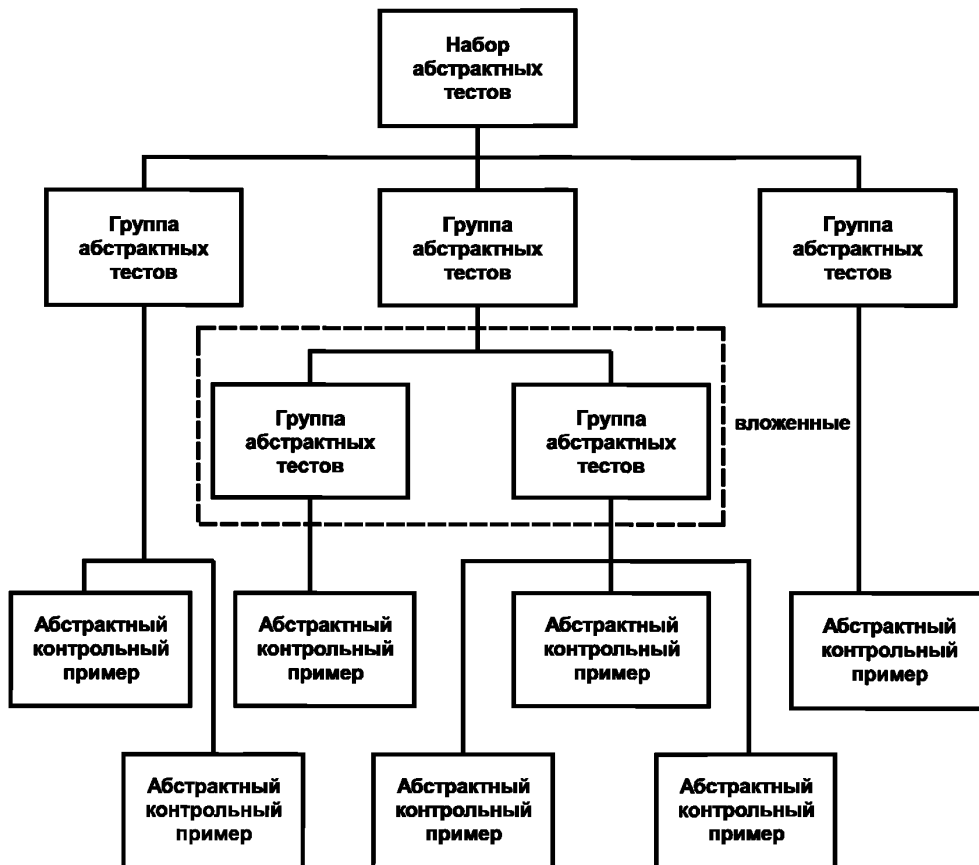 Набор
абстрактных
тестов
Группа
абстрактных
тестов
Группа
абстрактных
тестов
Группа
абстрактных
тестов
Группа
абстрактных
тестов
Группа
абстрактных
тестов
вложенные
Абстрактный
контрольный
пример
Абстрактный
контрольный
пример
Абстрактный
контрольный
пример
Абстрактный
контрольный
пример
Абстрактный
контрольный
пример
Абстрактный
контрольный
пример
Абстрактный
контрольный
пример